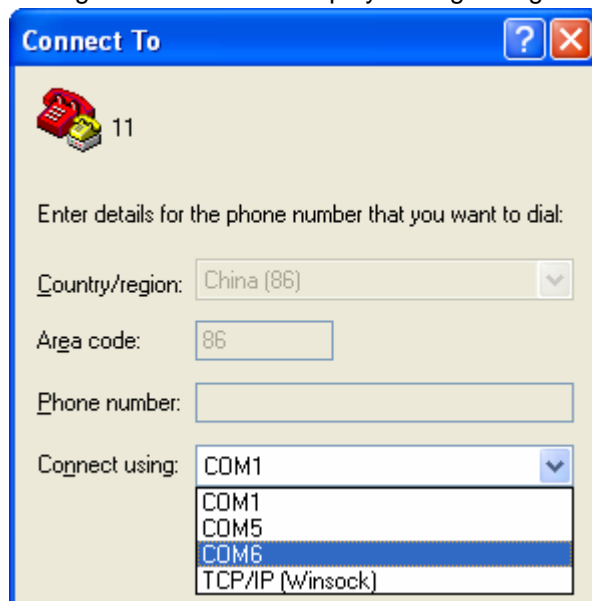 Connect To
11
Enter details for the phone number that you want to dial:
Country/region: China (86)
Area code: 86
Phone number:
Connect using: COM1
COM1
COM5
COM6
TCP/IP (Winsock)